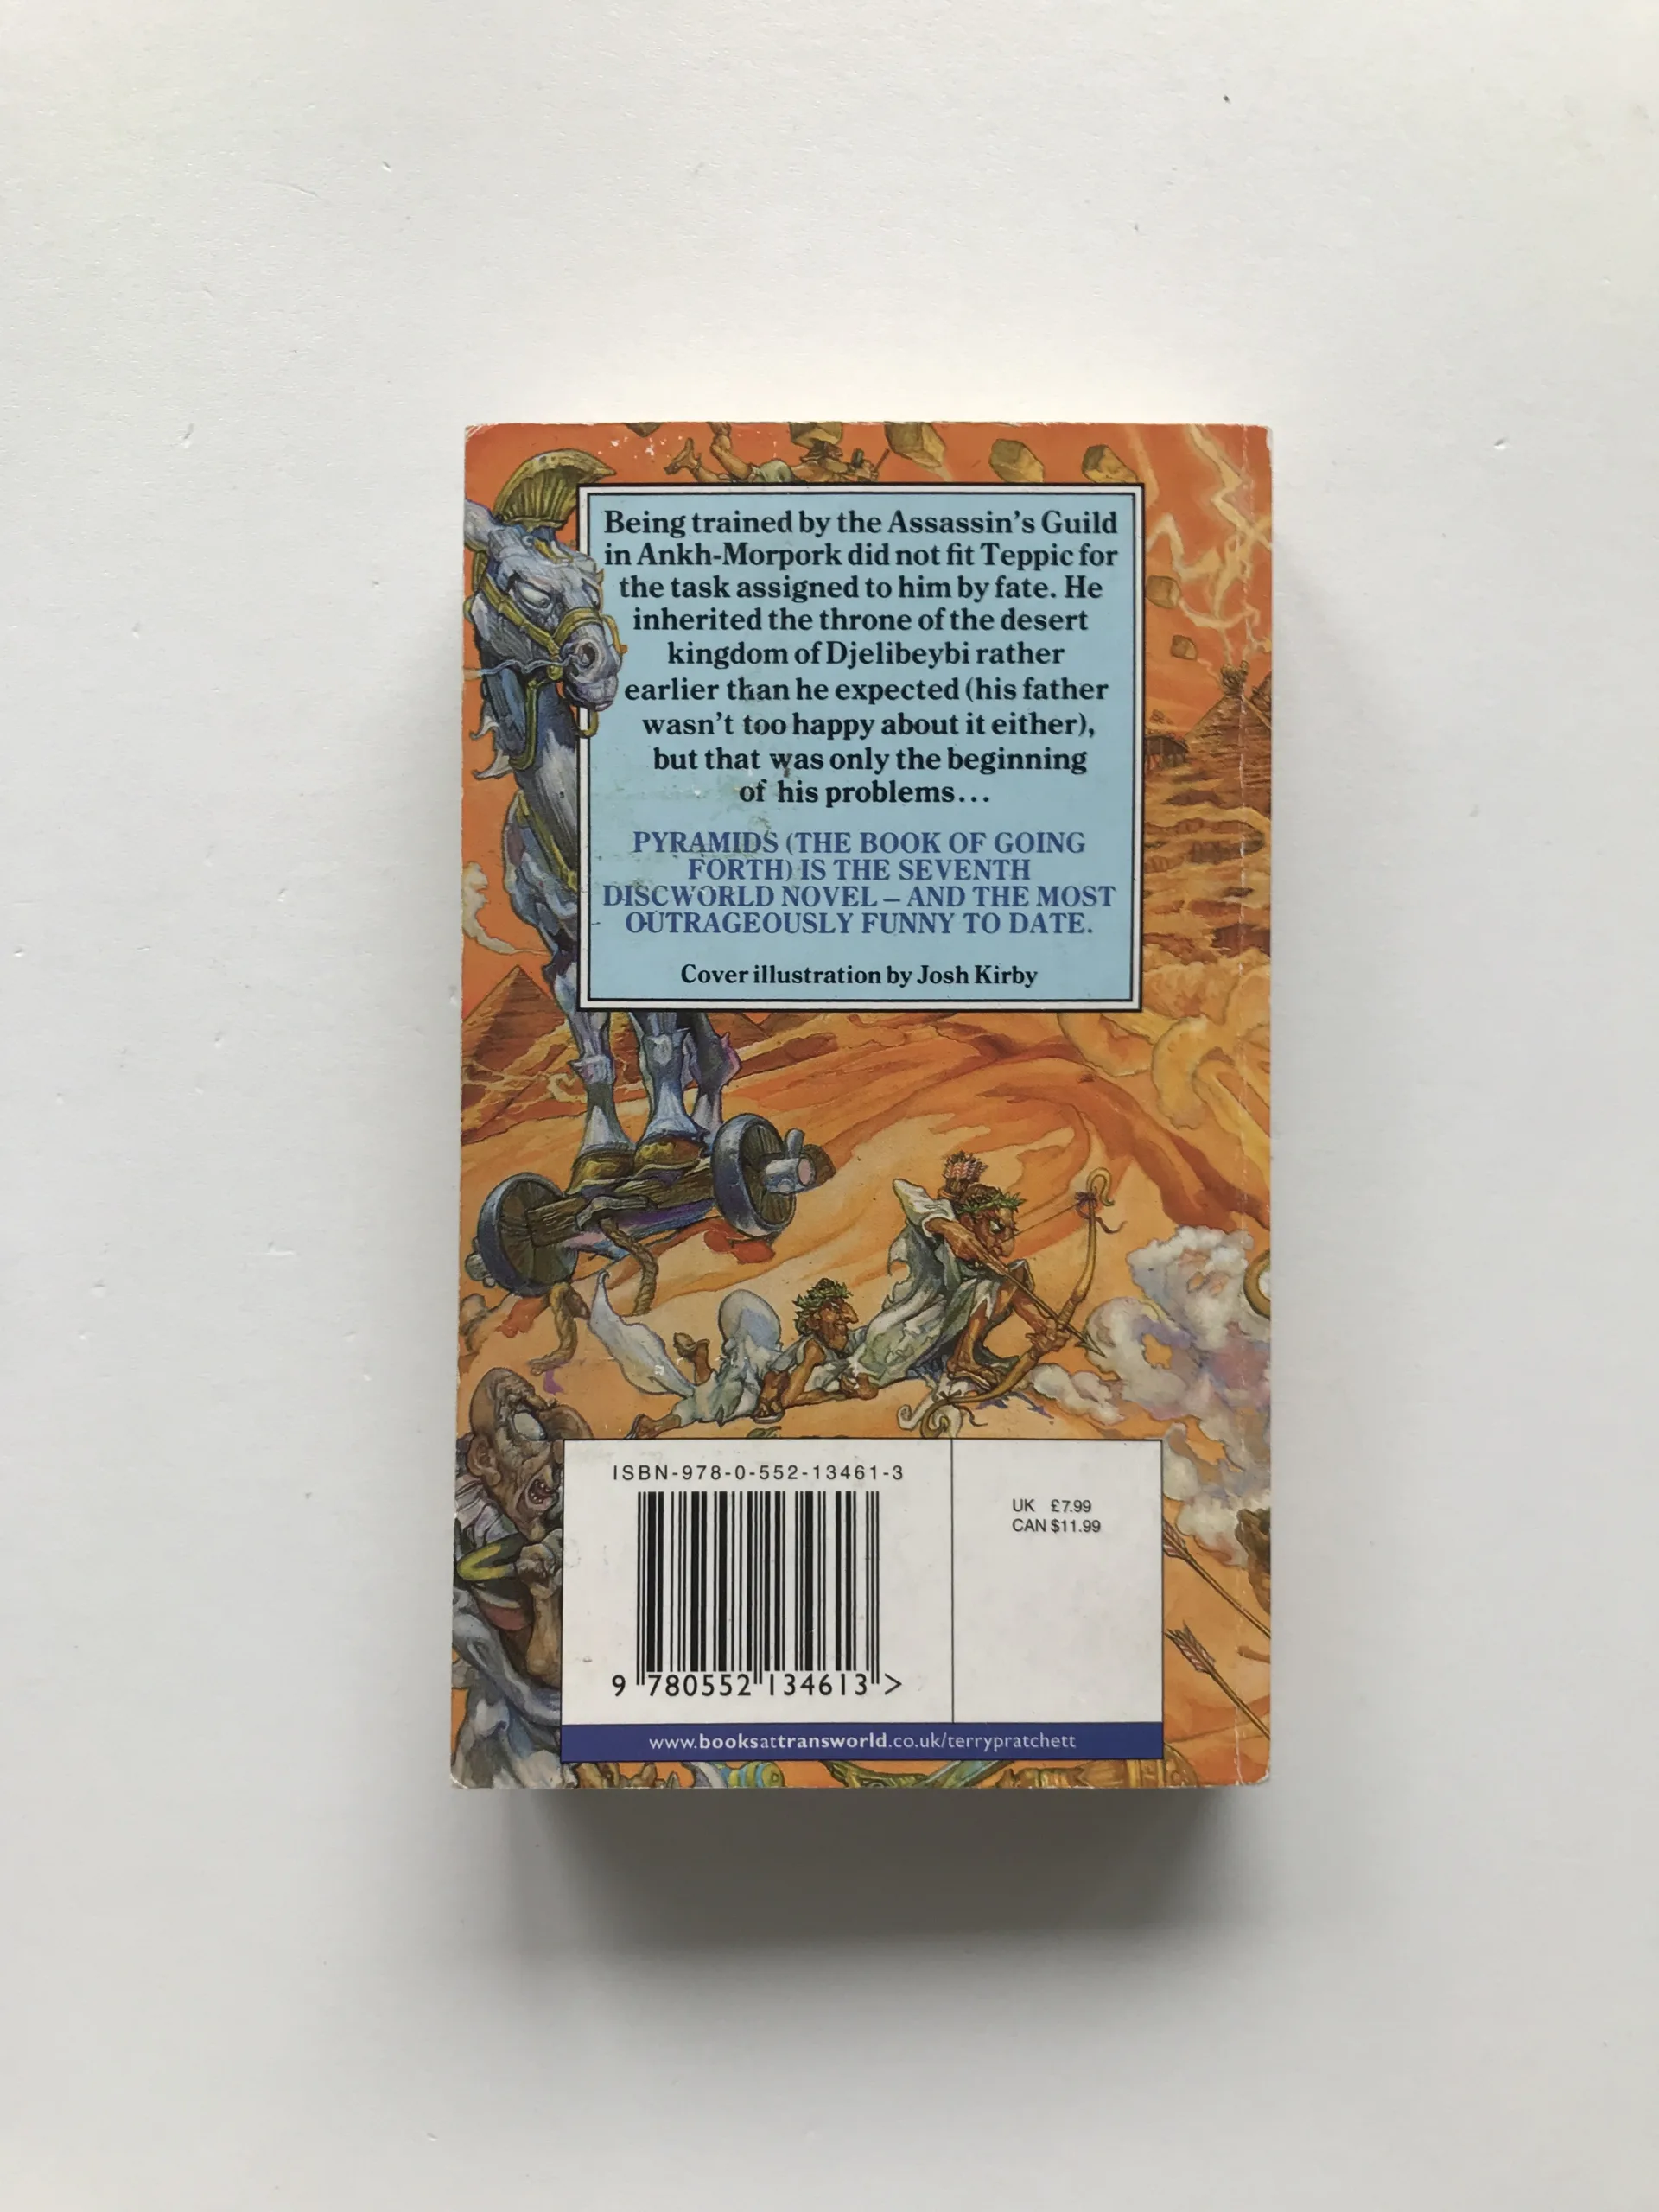 Being trained by the Assassin's Guild
in Ankh-Morpork did not fit Teppic for
the task assigned to him by fate. He
inherited the throne of the desert
kingdom of Djelibeybi rather
earlier than he expected (his father
wasn't too happy about it either),
but that was only the beginning
of his problems...
PYRAMIDS (THE BOOK OF GOING
FORTH) IS THE SEVENTH
DISCWORLD NOVEL – AND THE MOST
OUTRAGEOUSLY FUNNY TO DATE.
Cover illustration by Josh Kirby
ISBN-978-0-552-13461-3
UK £7.99
CAN $11.99
9 780552 134613 >
www.booksattransworld.co.uk/terrypratchett